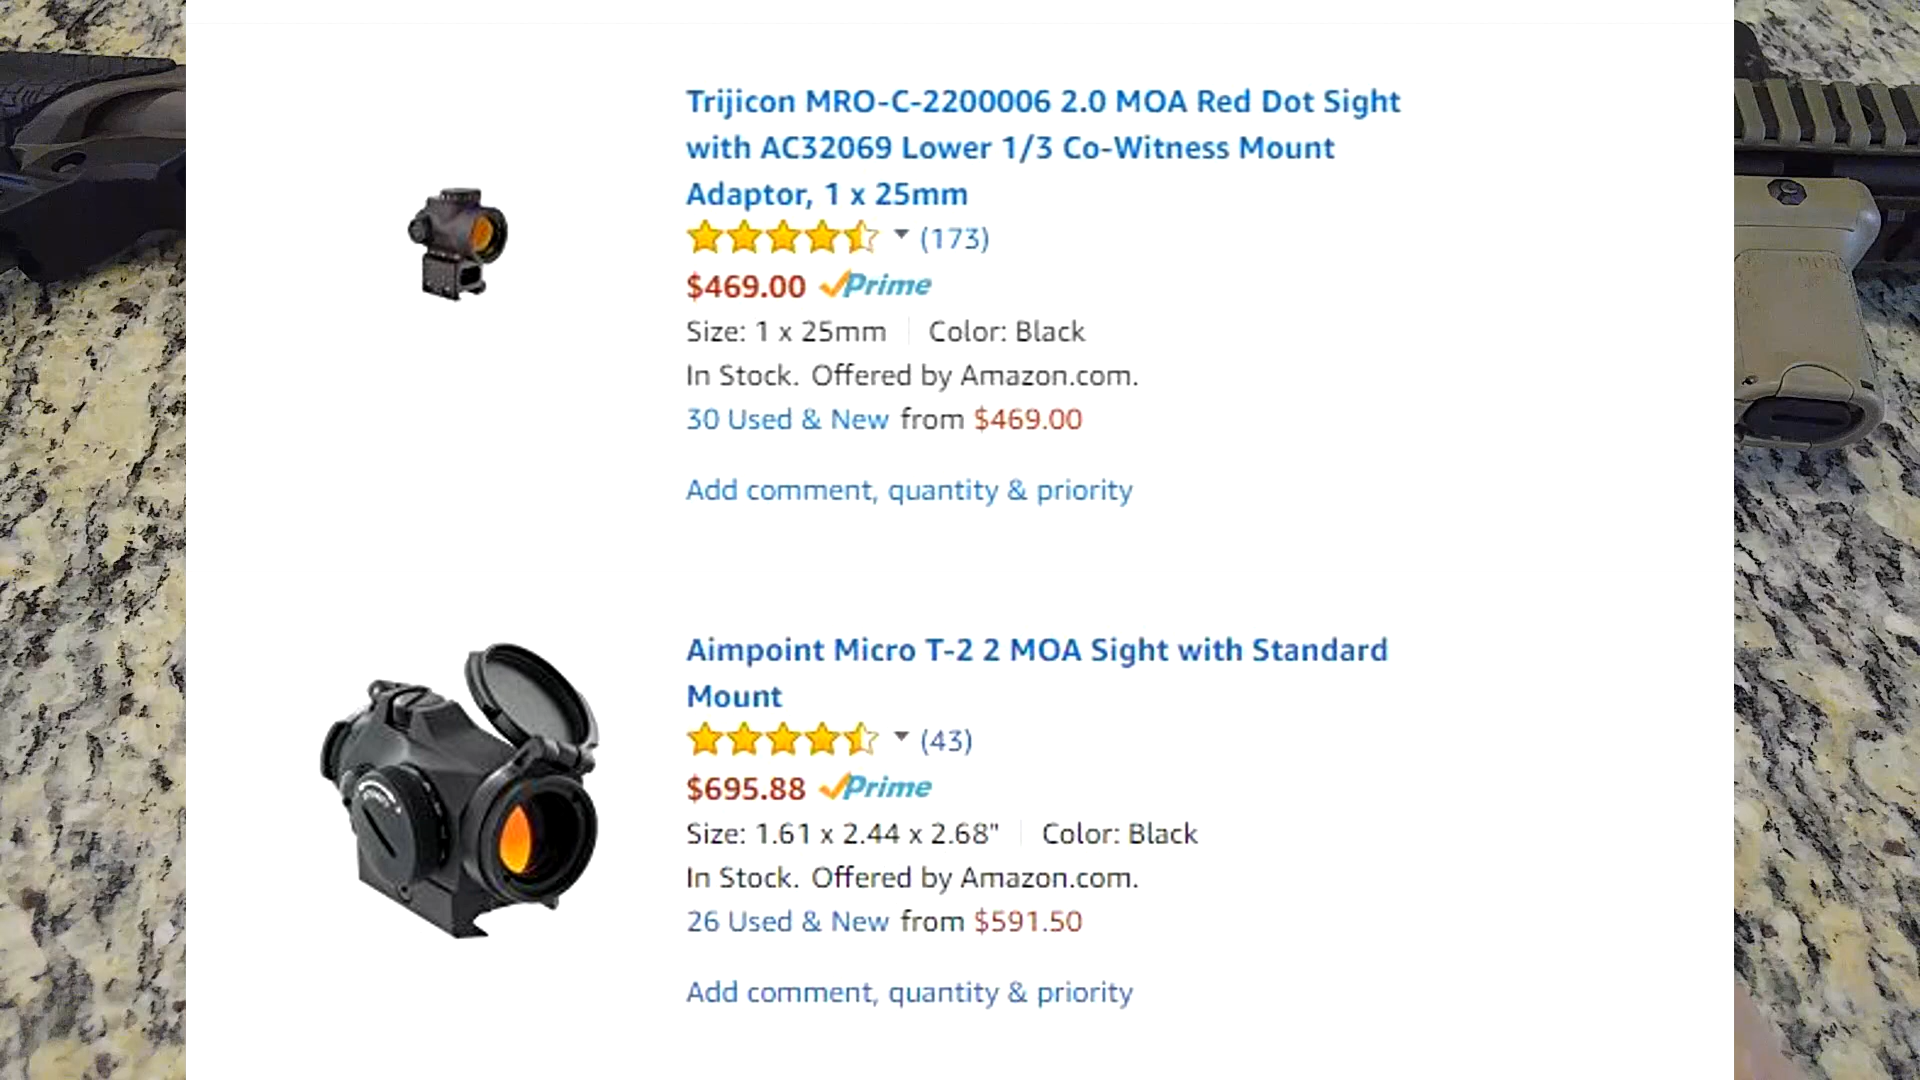 Trijicon MRO-C-2200006 2.0 MOA Red Dot Sight
with AC32069 Lower 1/3 Co-Witness Mount
Adaptor, 1 x 25mm
(173)
$469.00 Prime
Size: 1 x 25mm Color: Black
In Stock. Offered by Amazon.com.
30 Used & New from $469.00
Add comment, quantity & priority
Aimpoint Micro T-2 2 MOA Sight with Standard
Mount
(43)
$695.88 Prime
Size: 1.61 x 2.44 x 2.68" Color: Black
In Stock. Offered by Amazon.com.
26 Used & New from $591.50
Add comment, quantity & priority